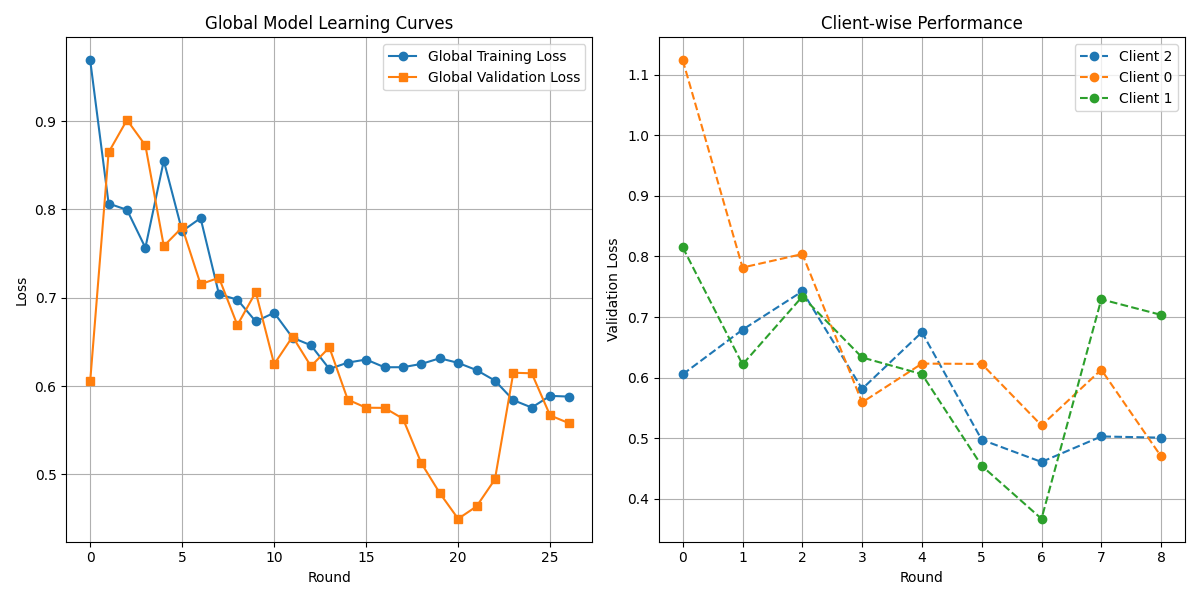 Global Model Learning Curves
Global Training Loss
Global Validation Loss
Loss
0.9
0.8
0.7
0.6
0.5
0 5 10 15 20 25
Round
Client-wise Performance
Client 2
Client 0
Client 1
Validation Loss
1.1
1.0
0.9
0.8
0.7
0.6
0.5
0.4
0 1 2 3 4 5 6 7 8
Round